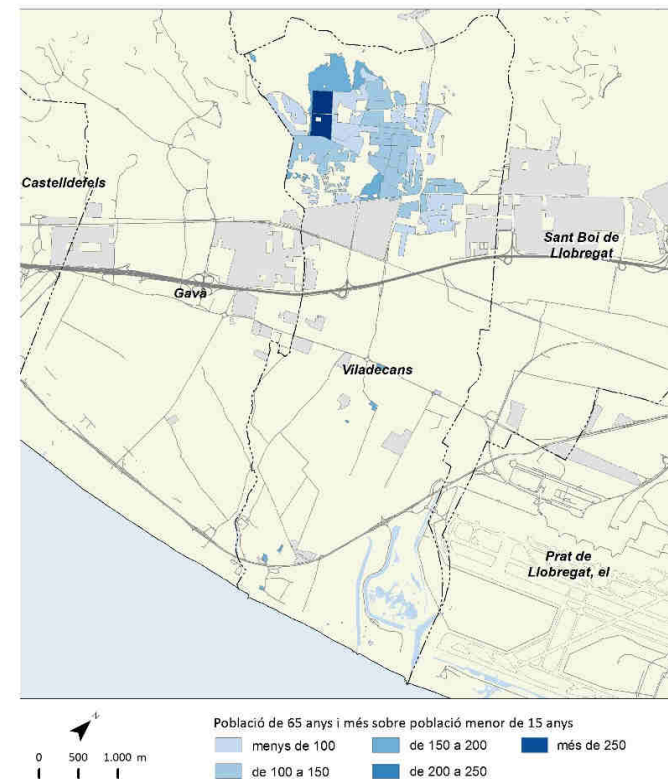 Castelldefels
Sant Boi de
Llobregat
Gavà
Viladecans
Prat de
Llobregat, el
N
Població de 65 anys i més sobre població menor de 15 anys
menys de 100
de 150 a 200
més de 250
de 100 a 150
de 200 a 250
0 500 1.000 m